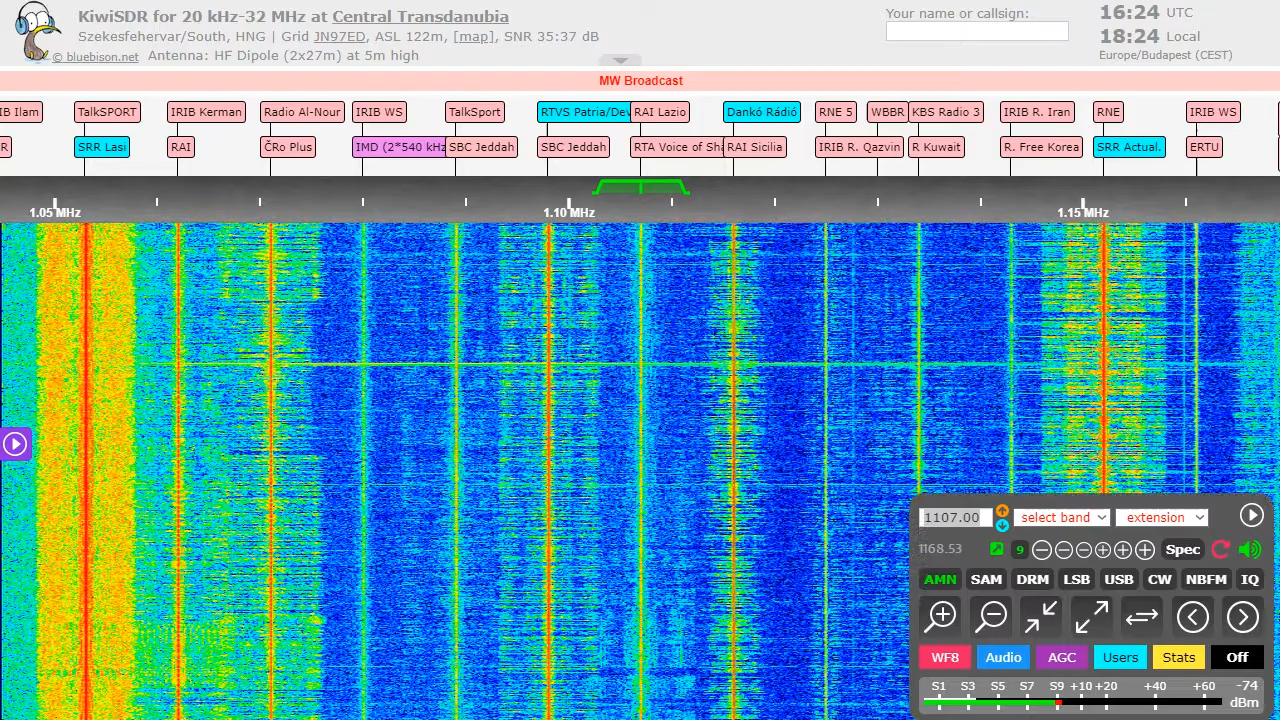 KiwiSDR for 20 kHz-32 MHz at Central Transdanubia
Szekesfehervar/South, HNG | Grid JN97ED, ASL 122m, [map], SNR 35:37 dB
© bluebison.net Antenna: HF Dipole (2x27m) at 5m high
Your name or callsign:
16:24 UTC
18:24 Local
Europe/Budapest (CEST)
MW Broadcast
IB Ilam TalkSPORT IRIB Kerman Radio Al-Nour IRIB WS TalkSport RTVS Patria/Dev RAI Lazio Dankó Rádió RNE 5 WBBR KBS Radio 3 IRIB R. Iran RNE IRIB WS
R SRR Lasi RAI ČRo Plus IMD (2*540 kHz SBC Jeddah SBC Jeddah RTA Voice of Sha RAI Sicilia IRIB R. Qazvin R Kuwait R. Free Korea SRR Actual. ERTU
1.05 MHz 1.10 MHz 1.15 MHz
1107.00 select band extension
1168.53 9 Spec
AMN SAM DRM LSB USB CW NBFM IQ
WF8 Audio AGC Users Stats Off
S1 S3 S5 S7 S9 +10 +20 +40 +60 -74
dBm